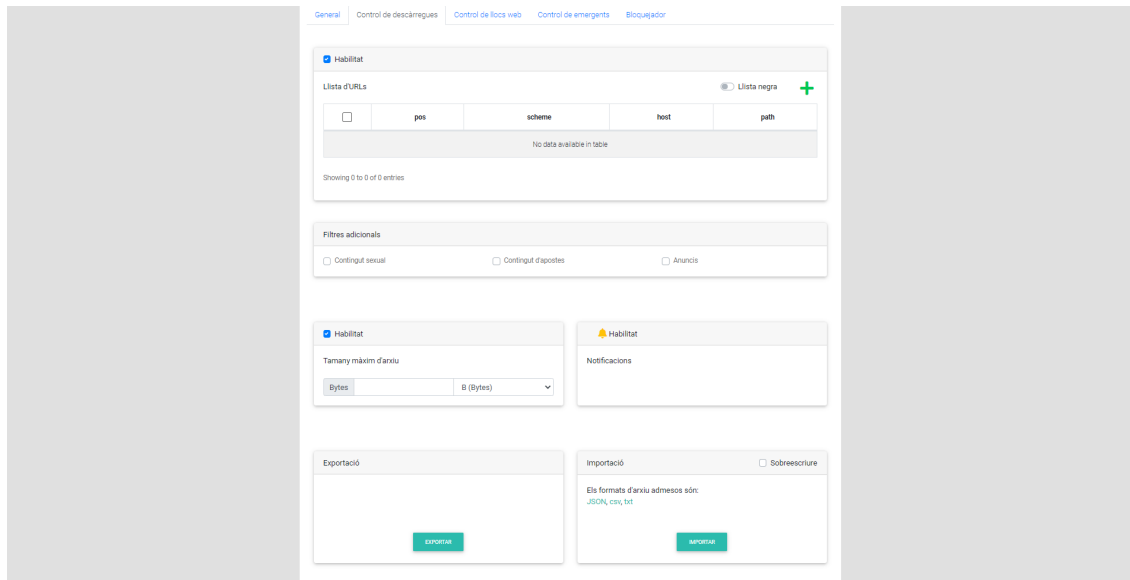 General Control de descàrregues Control de llocs web Control de emergents Bloquejador
Habilitat
Llista d'URLs Llista negra
pos scheme host path
No data available in table
Showing 0 to 0 of 0 entries
Filtres adicionals
Contingut sexual Contingut d'apostes Anuncis
Habilitat Habilitat
Tamany màxim d'arxiu Notificacions
Bytes B (Bytes)
Exportació Importació Sobreescriure
Els formats d'arxiu admesos són:
JSON, csv, txt
EXPORTAR IMPORTAR